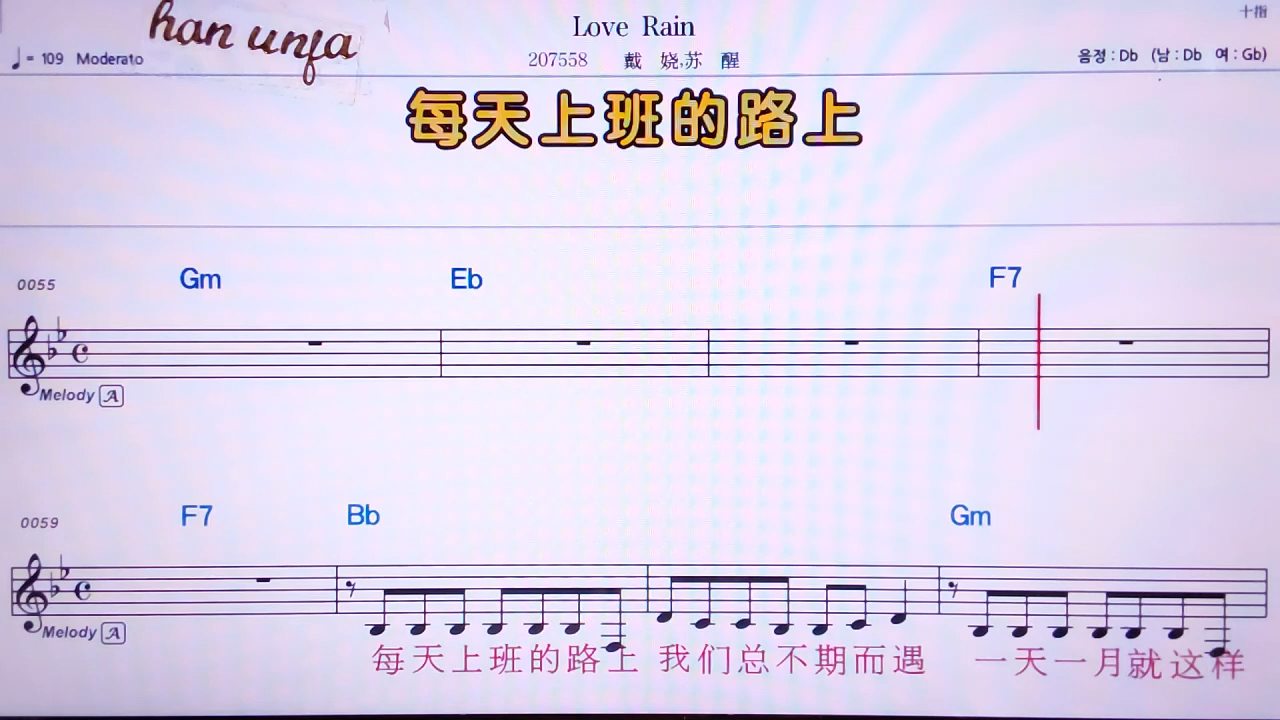 han unja
十指
Love Rain
♩= 109 Moderato
207558 戴 娆,苏 醒
음정 : Db (남 : Db 여 : Gb)
每天上班的路上
0055 Gm Eb F7
Melody A
0059 F7 Bb Gm
Melody A
每天上班的路上 我们总不期而遇 一天一月就这样